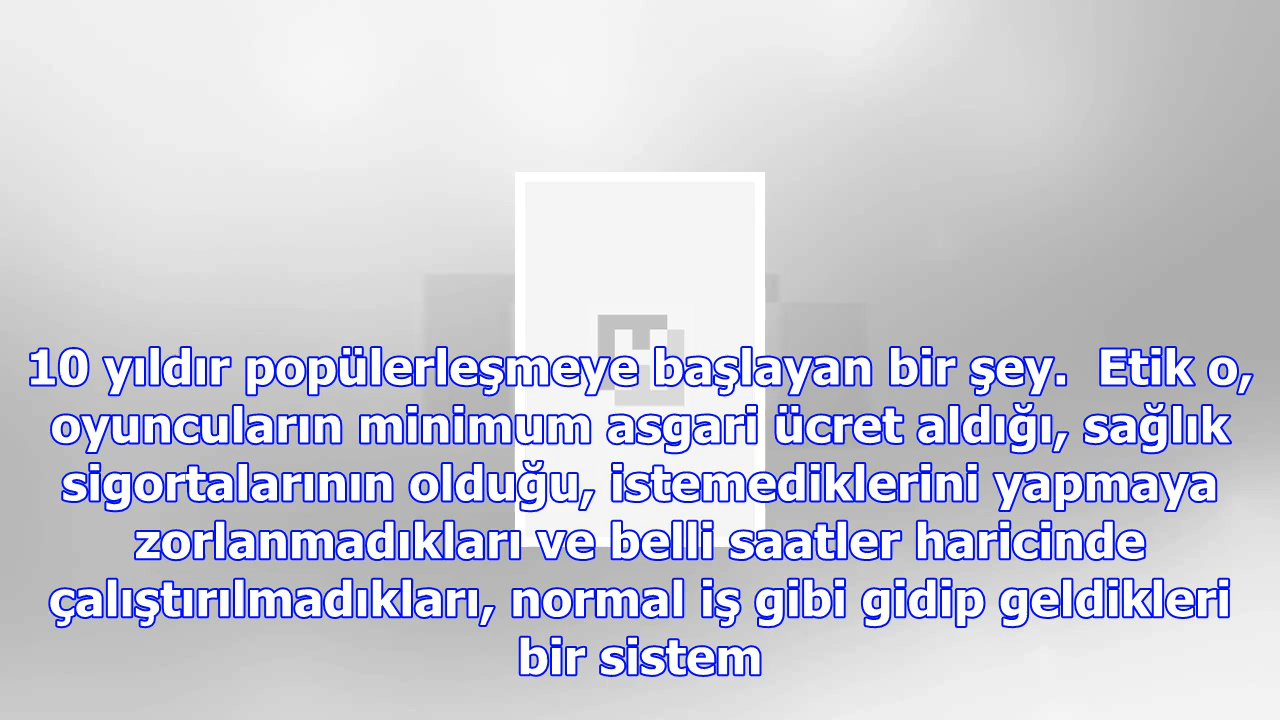 10 yıldır popülerleşmeye başlayan bir şey.  Etik o,
oyuncuların minimum asgari ücret aldığı, sağlık
sigortalarının olduğu, istemediklerini yapmaya
zorlanmadıkları ve belli saatler haricinde
çalıştırılmadıkları, normal iş gibi gidip geldikleri
bir sistem